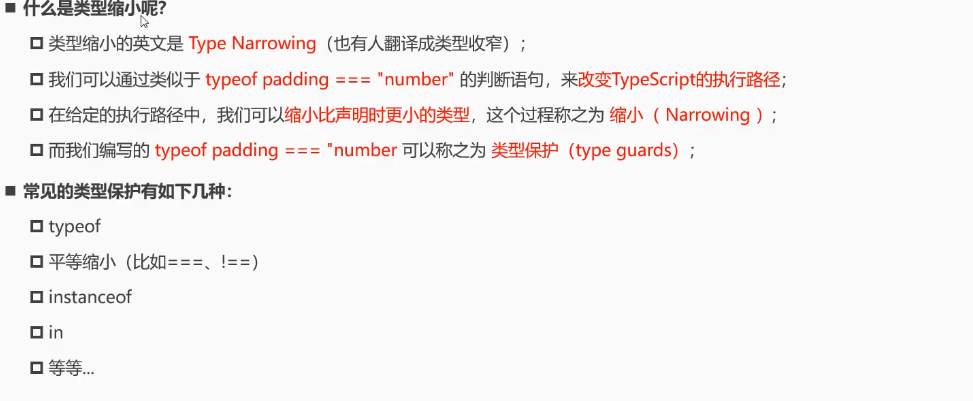 什么是类型缩小呢?
类型缩小的英文是 Type Narrowing（也有人翻译成类型收窄）;
我们可以通过类似于 typeof padding === "number" 的判断语句，来改变TypeScript的执行路径;
在给定的执行路径中，我们可以缩小比声明时更小的类型，这个过程称之为 缩小（ Narrowing ）;
而我们编写的 typeof padding === "number 可以称之为 类型保护（type guards）;
常见的类型保护有如下几种:
typeof
平等缩小（比如===、!==）
instanceof
in
等等...